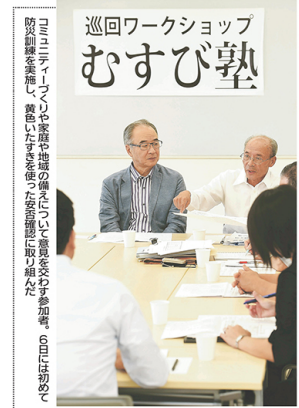 巡回ワークショップ
むすび塾
コミュニティーづくりや家庭や地域の備えについて意見を交わす参加者。6日には初めて
防災訓練を実施し、黄色いたすきを使った安否確認に取り組んだ